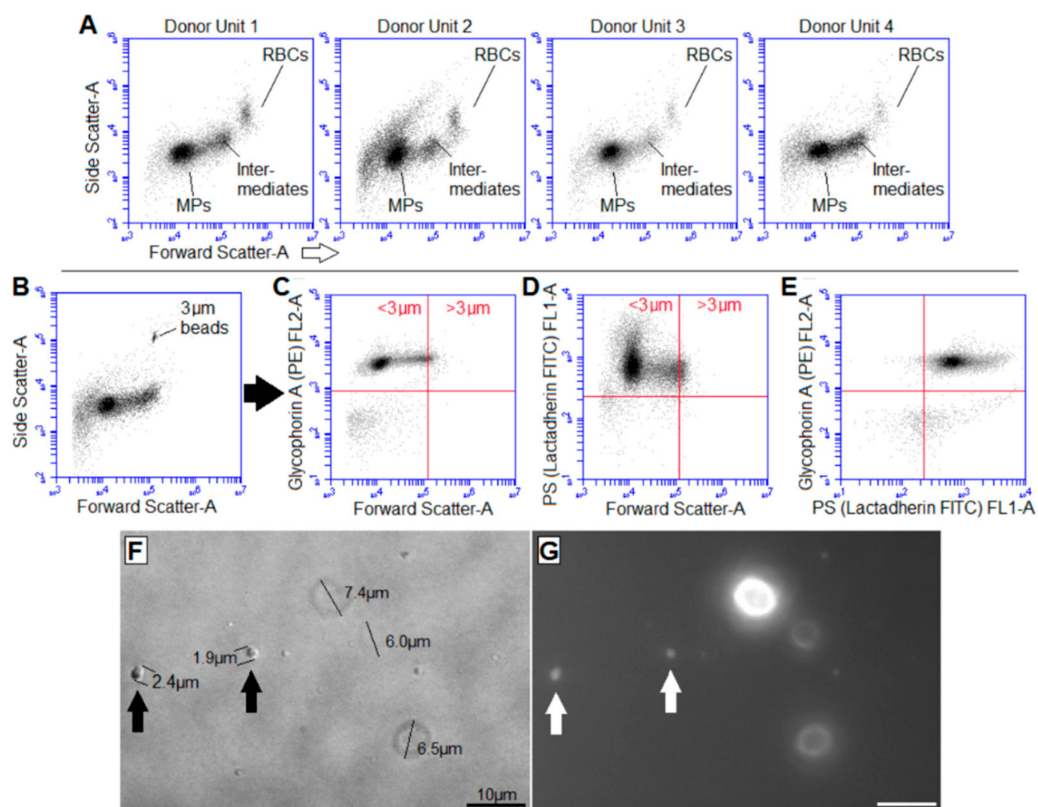 A
Donor Unit 1
Donor Unit 2
Donor Unit 3
Donor Unit 4
Side Scatter-A
RBCs
Inter-
mediates
MPs
RBCs
Inter-
mediates
MPs
RBCs
Inter-
mediates
MPs
RBCs
Inter-
mediates
MPs
Forward Scatter-A
B
Side Scatter-A
3µm
beads
Forward Scatter-A
C
Glycophorin A (PE) FL2-A
<3µm
>3µm
Forward Scatter-A
D
PS (Lactadherin FITC) FL1-A
<3µm
>3µm
Forward Scatter-A
E
Glycophorin A (PE) FL2-A
PS (Lactadherin FITC) FL1-A
F
7.4µm
6.0µm
1.9µm
2.4µm
6.5µm
10µm
G